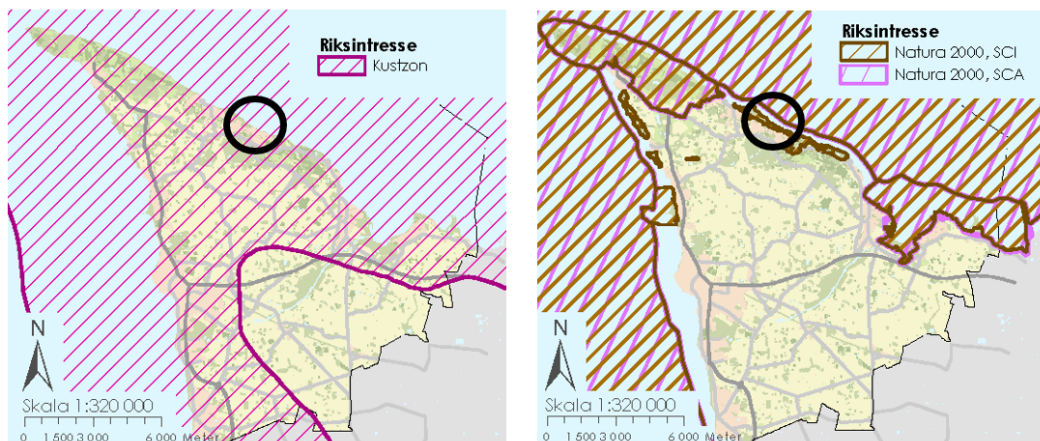 Riksintresse
Kustzon
N
Skala 1:320 000
0 1 500 3 000 6 000 Meter
Riksintresse
Natura 2000, SCI
Natura 2000, SCA
N
Skala 1:320 000
0 1 500 3 000 6 000 Meter